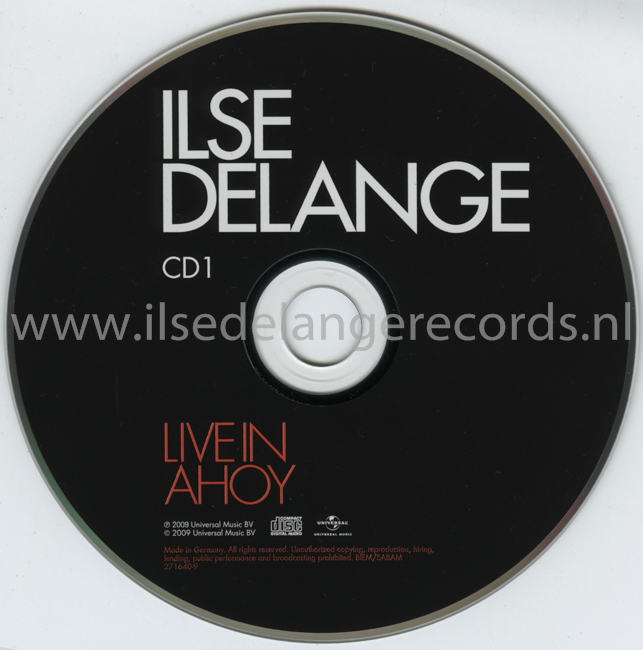 ILSE
DELANGE
CD1
www.ilsedelangerecords.nl
LIVE IN
AHOY
℗ 2009 Universal Music BV
© 2009 Universal Music BV
COMPACT
disc
DIGITAL AUDIO
UNIVERSAL
UNIVERSAL MUSIC
Made in Germany. All rights reserved. Unauthorized copying, reproduction, hiring,
lending, public performance and broadcasting prohibited. BIEM/SABAM
271640-9